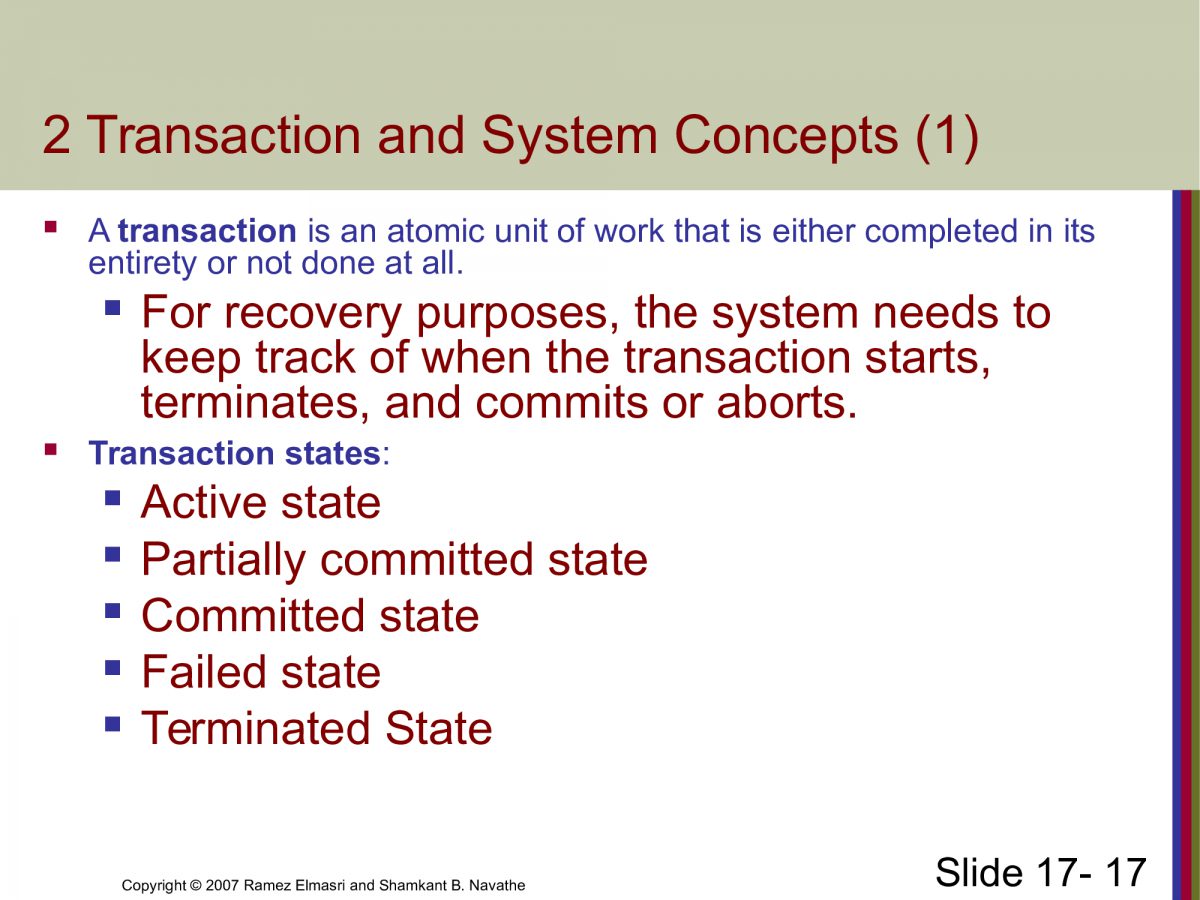 2 Transaction and System Concepts (1)
A transaction is an atomic unit of work that is either completed in its
entirety or not done at all.
For recovery purposes, the system needs to
keep track of when the transaction starts,
terminates, and commits or aborts.
Transaction states:
Active state
Partially committed state
Committed state
Failed state
Terminated State
Copyright © 2007 Ramez Elmasri and Shamkant B. Navathe
Slide 17- 17